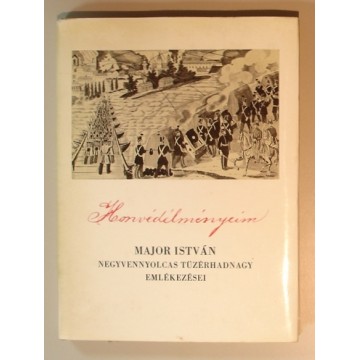 Honvédélményeim
MAJOR ISTVÁN
NEGYVENNYOLCAS TÜZÉRHADNAGY
EMLÉKEZÉSEI